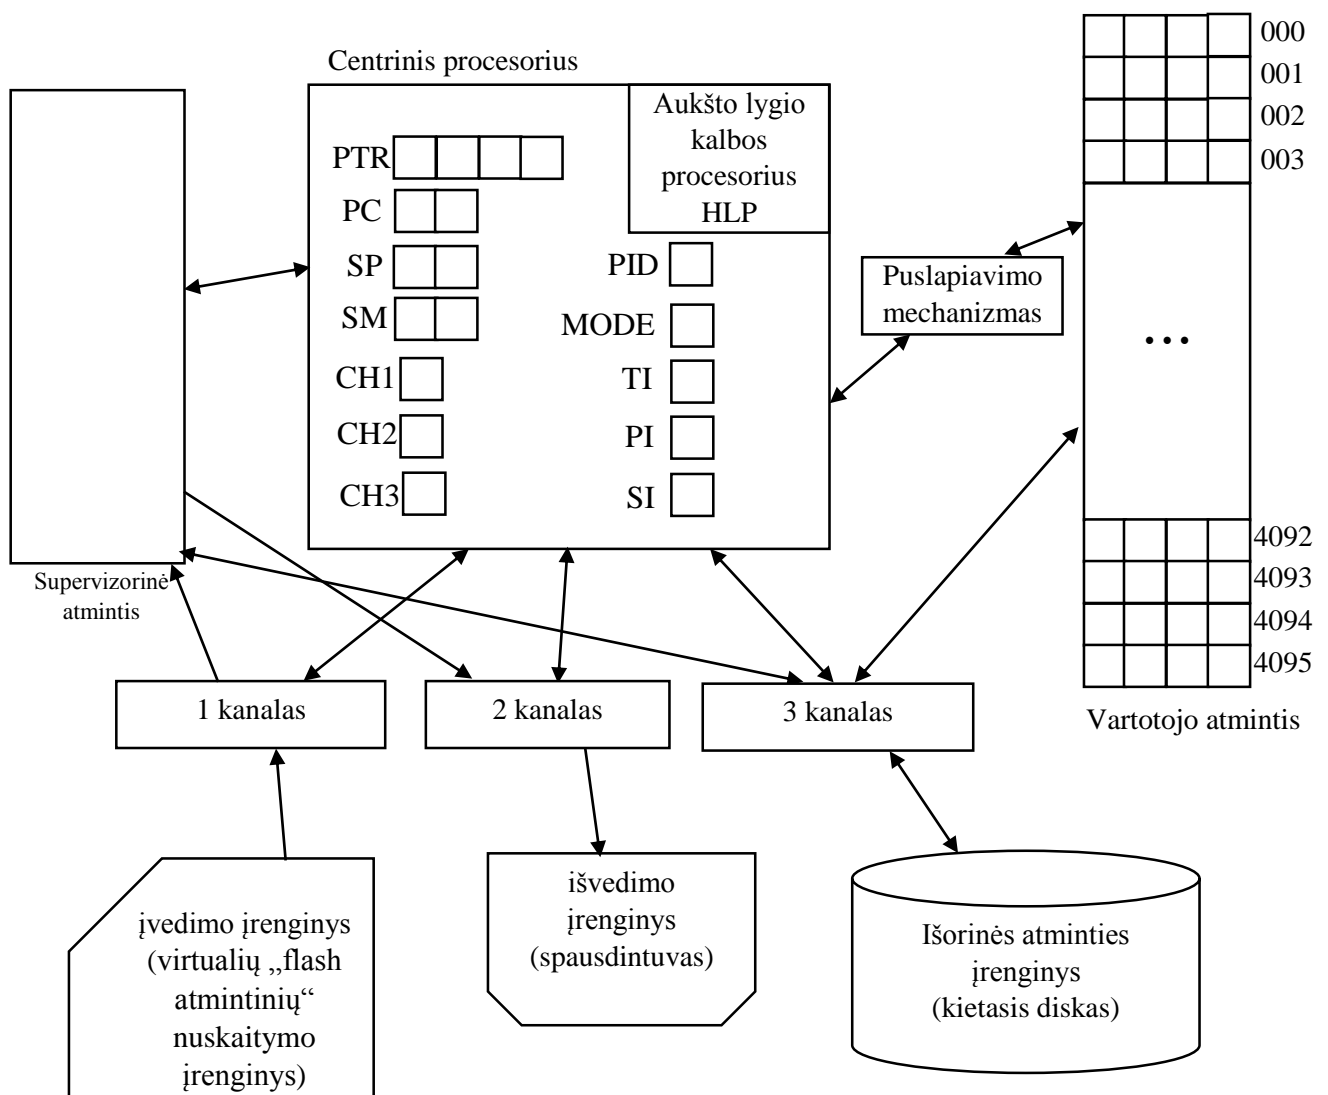 Centrinis procesorius
Aukšto lygio
kalbos
procesorius
HLP
PTR
PC
SP
SM
CH1
CH2
CH3
PID
MODE
TI
PI
SI
Puslapiavimo
mechanizmas
000
001
002
003
...
4092
4093
4094
4095
Vartotojo atmintis
Supervizorinė
atmintis
1 kanalas
2 kanalas
3 kanalas
įvedimo įrenginys
(virtualių „flash
atmintinių“
nuskaitymo
įrenginys)
išvedimo
įrenginys
(spausdintuvas)
Išorinės atminties
įrenginys
(kietasis diskas)